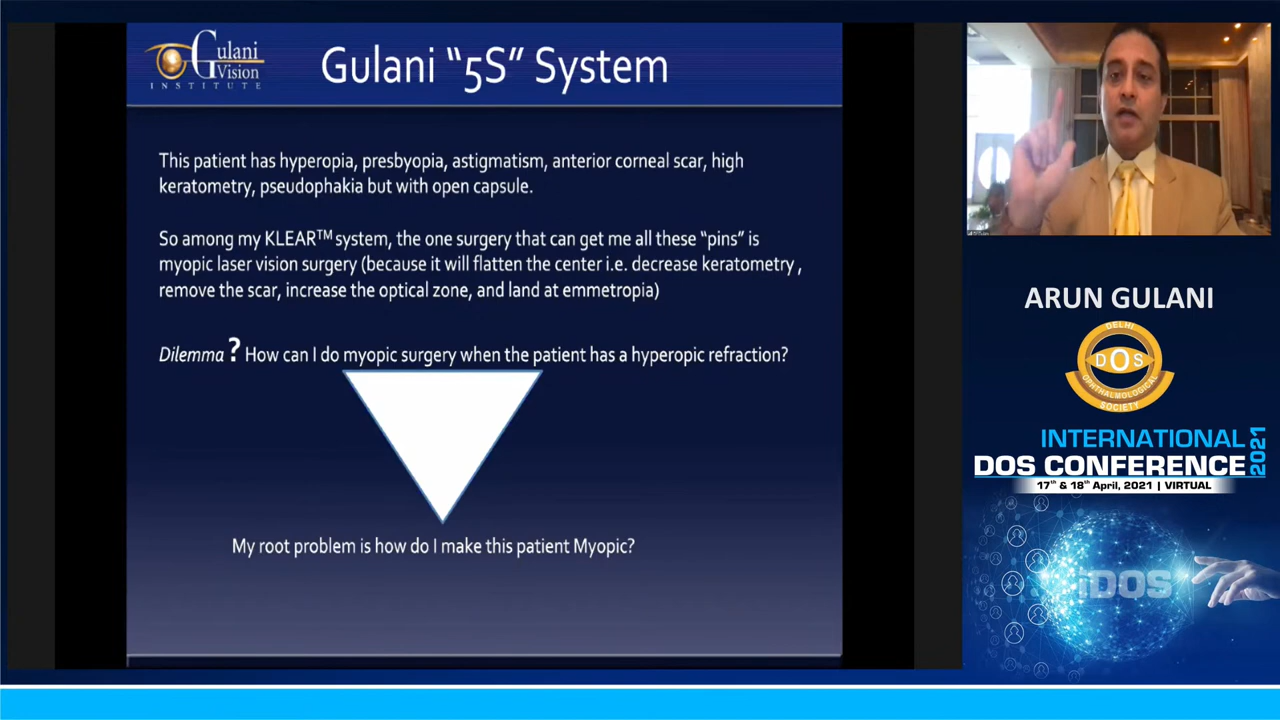 Gulani
Vision
INSTITUTE
Gulani “5S” System
This patient has hyperopia, presbyopia, astigmatism, anterior corneal scar, high
keratometry, pseudophakia but with open capsule.
So among my KLEAR™ system, the one surgery that can get me all these “pins” is
myopic laser vision surgery (because it will flatten the center i.e. decrease keratometry ,
remove the scar, increase the optical zone, and land at emmetropia)
Dilemma ? How can I do myopic surgery when the patient has a hyperopic refraction?
My root problem is how do I make this patient Myopic?
ARUN GULANI
DELHI
DOS
OPHTHALMOLOGICAL
SOCIETY
INTERNATIONAL
DOS CONFERENCE
2021
17th & 18th April, 2021 | VIRTUAL
iDOS